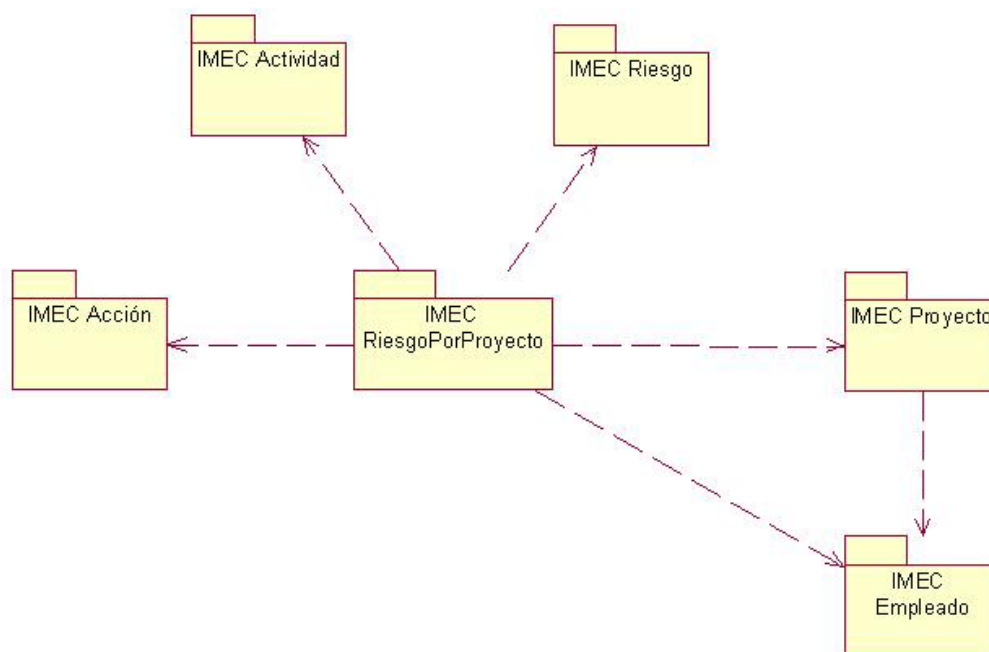 IMEC Actividad
IMEC Riesgo
IMEC Acción
IMEC
RiesgoPorProyecto
IMEC Proyecto
IMEC
Empleado